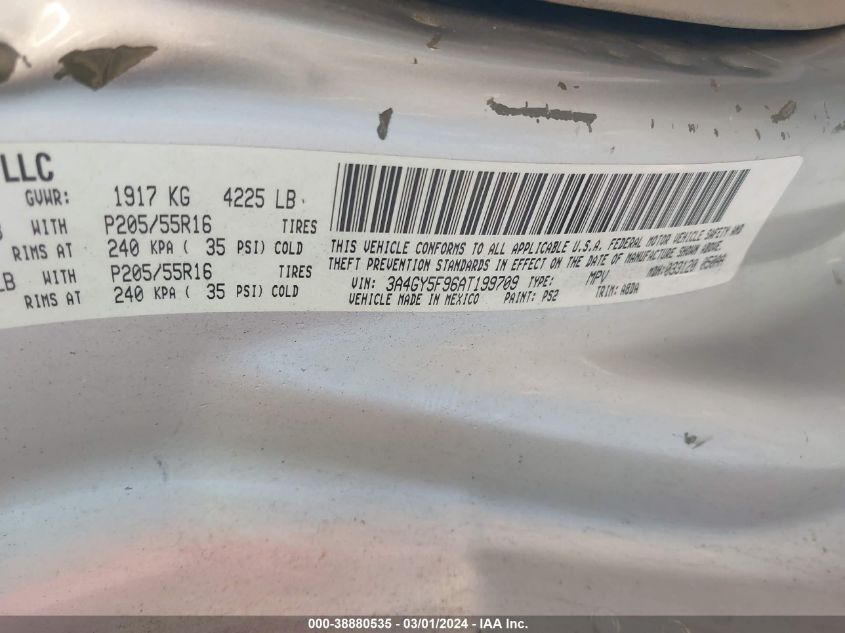 LLC
GVWR: 1917 KG 4225 LB
WITH P205/55R16 TIRES
RIMS AT 240 KPA ( 35 PSI) COLD
LB WITH P205/55R16 TIRES
RIMS AT 240 KPA ( 35 PSI) COLD
THIS VEHICLE CONFORMS TO ALL APPLICABLE U.S.A. FEDERAL MOTOR VEHICLE SAFETY AND
THEFT PREVENTION STANDARDS IN EFFECT ON THE DATE OF MANUFACTURE SHOWN ABOVE.
VIN: 3A4GY5F96AT199709 TYPE: MPV MDH:033120 
VEHICLE MADE IN MEXICO PAINT: PS2 TRIM: ABDA
000-38880535 - 03/01/2024 - IAA Inc.